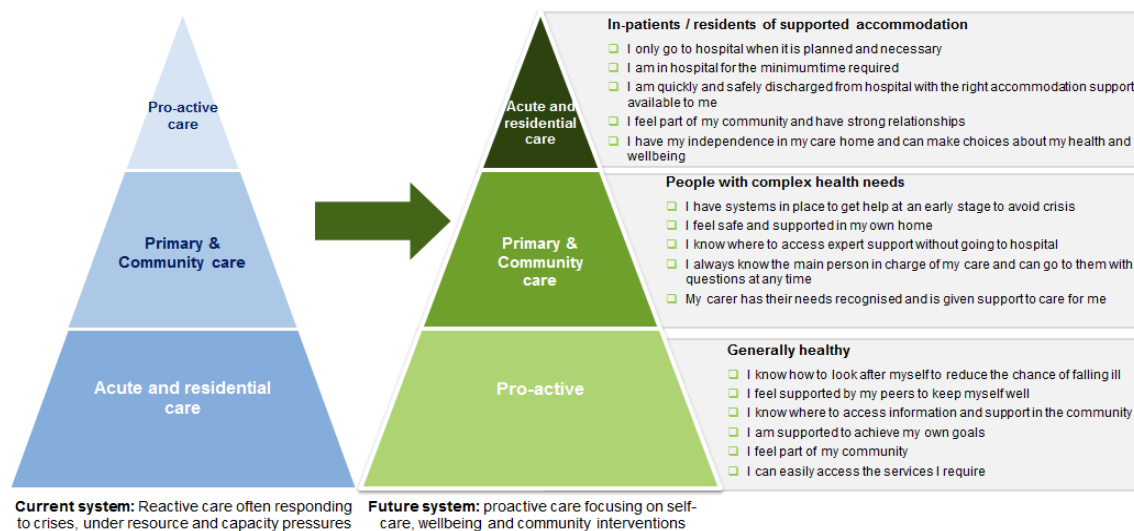 Pro-active
care
Primary &
Community care
Acute and residential
care
Current system: Reactive care often responding
to crises, under resource and capacity pressures
Acute and
residential
care
Primary &
Community
care
Pro-active
Future system: proactive care focusing on self-
care, wellbeing and community interventions
In-patients / residents of supported accommodation
I only go to hospital when it is planned and necessary
I am in hospital for the minimum time required
I am quickly and safely discharged from hospital with the right accommodation support
available to me
I feel part of my community and have strong relationships
I have my independence in my care home and can make choices about my health and
wellbeing
People with complex health needs
I have systems in place to get help at an early stage to avoid crisis
I feel safe and supported in my own home
I know where to access expert support without going to hospital
I always know the main person in charge of my care and can go to them with
questions at any time
My carer has their needs recognised and is given support to care for me
Generally healthy
I know how to look after myself to reduce the chance of falling ill
I feel supported by my peers to keep myself well
I know where to access information and support in the community
I am supported to achieve my own goals
I feel part of my community
I can easily access the services I require